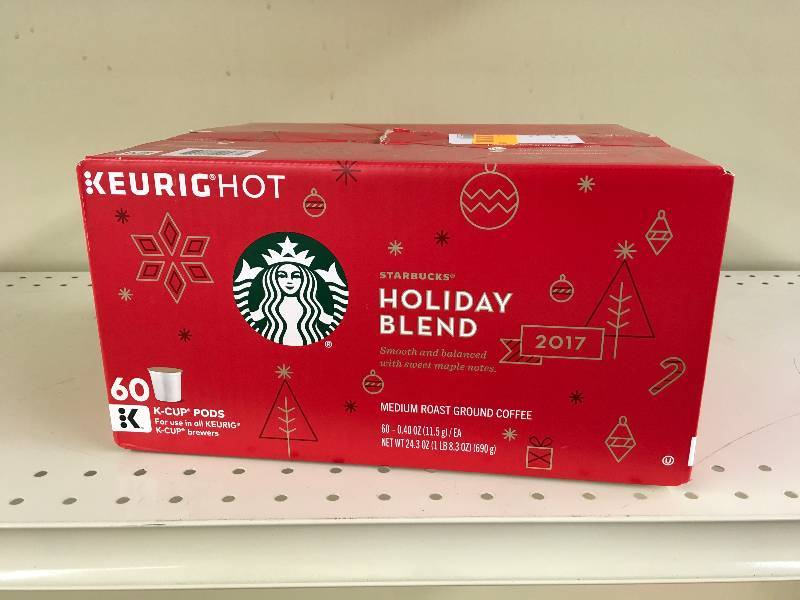 KEURIG® HOT
STARBUCKS®
HOLIDAY
BLEND
2017
Smooth and balanced
with sweet maple notes.
60
K
K-CUP® PODS
For use in all KEURIG®
K-CUP® brewers
MEDIUM ROAST GROUND COFFEE
60 – 0.40 OZ (11.5 g) / EA
NET WT 24.3 OZ (1 LB 8.3 OZ) (690 g)
®
U